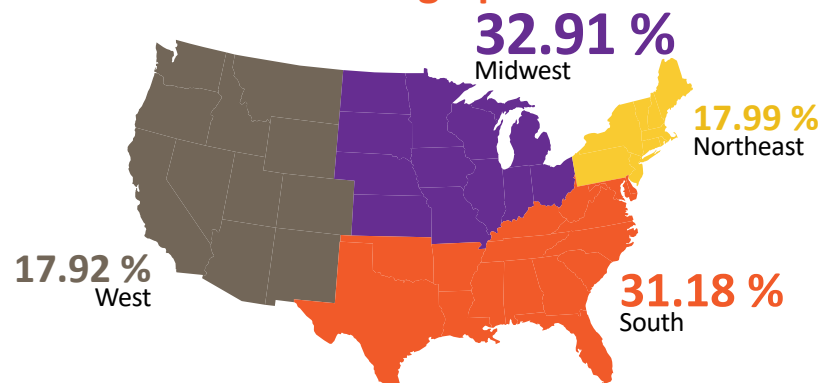 32.91 %
Midwest
17.99 %
Northeast
17.92 %
West
31.18 %
South